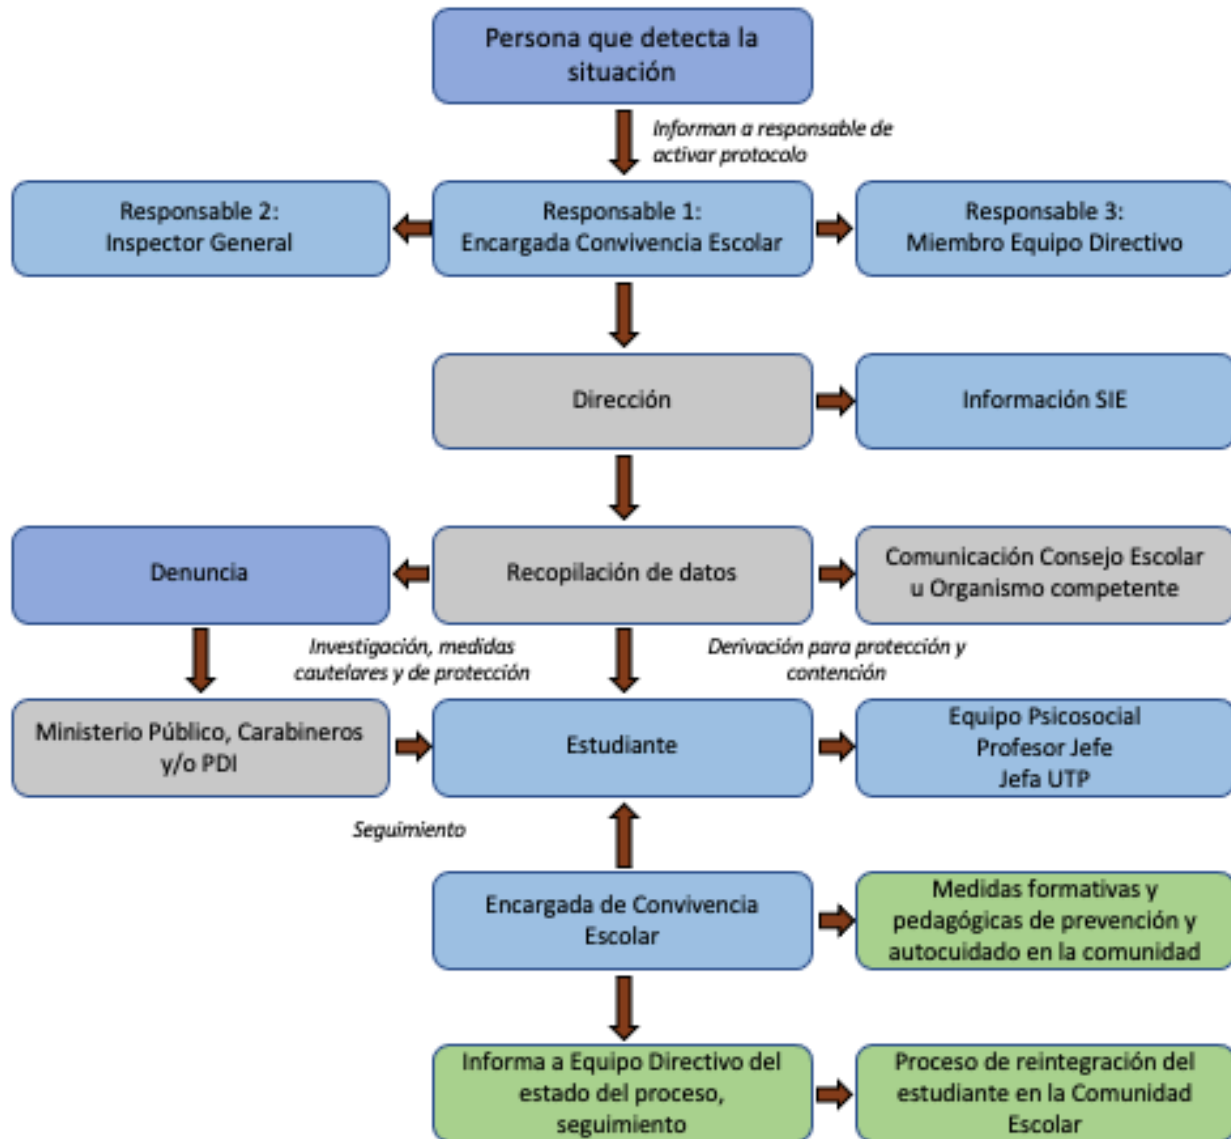 Persona que detecta la
situación
Informan a responsable de
activar protocolo
Responsable 2:
Inspector General
Responsable 1:
Encargada Convivencia Escolar
Responsable 3:
Miembro Equipo Directivo
Dirección
Información SIE
Denuncia
Recopilación de datos
Comunicación Consejo Escolar
u Organismo competente
Investigación, medidas
cautelares y de protección
Derivación para protección y
contención
Ministerio Público, Carabineros
y/o PDI
Estudiante
Equipo Psicosocial
Profesor Jefe
Jefa UTP
Seguimiento
Encargada de Convivencia
Escolar
Medidas formativas y
pedagógicas de prevención y
autocuidado en la comunidad
Informa a Equipo Directivo del
estado del proceso,
seguimiento
Proceso de reintegración del
estudiante en la Comunidad
Escolar